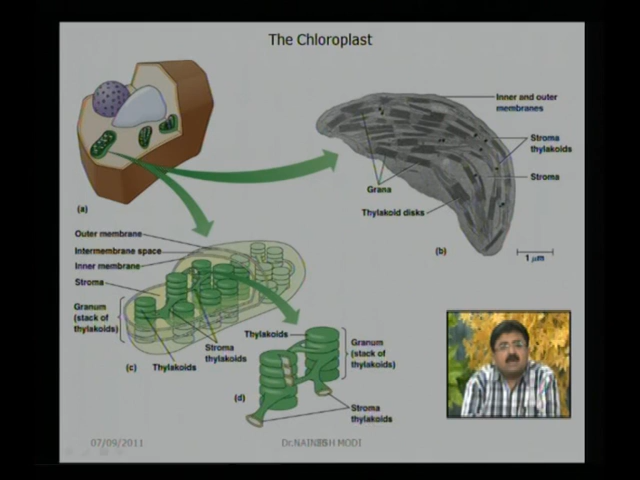 The Chloroplast
Inner and outer
membranes
Stroma
thylakoids
Stroma
Grana
Thylakoid disks
(a)
(b)
1 µm
Outer membrane
Intermembrane space
Inner membrane
Stroma
Granum
(stack of
thylakoids)
Stroma
thylakoids
(c)
Thylakoids
Thylakoids
Granum
(stack of
thylakoids)
(d)
Stroma
thylakoids
07/09/2011
MODI